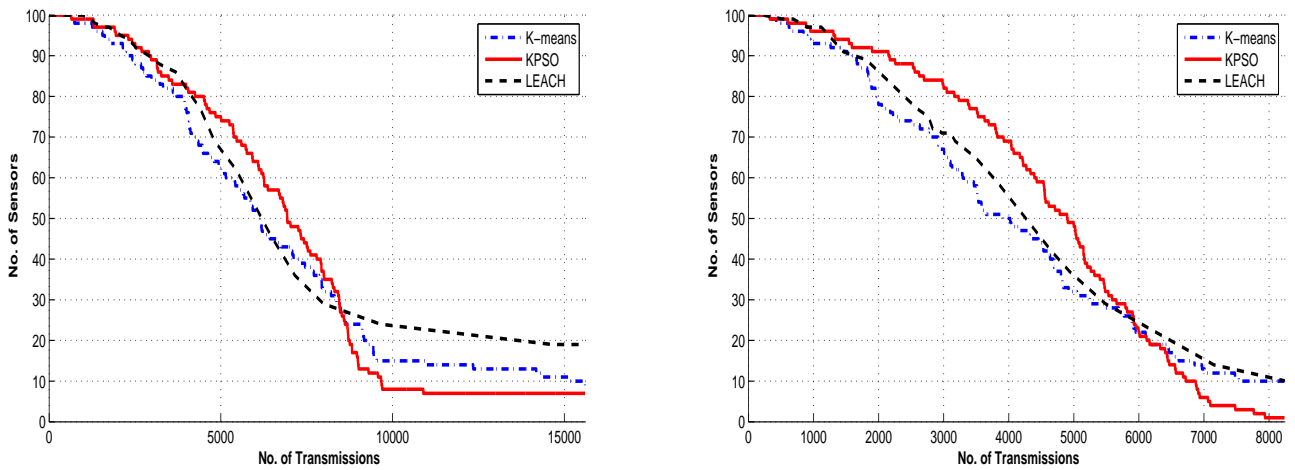 100
90
80
70
60
50
40
30
20
10
0
No. of Sensors
0 5000 10000 15000
No. of Transmissions
K-means
KPSO
LEACH
100
90
80
70
60
50
40
30
20
10
0
No. of Sensors
0 1000 2000 3000 4000 5000 6000 7000 8000
No. of Transmissions
K-means
KPSO
LEACH